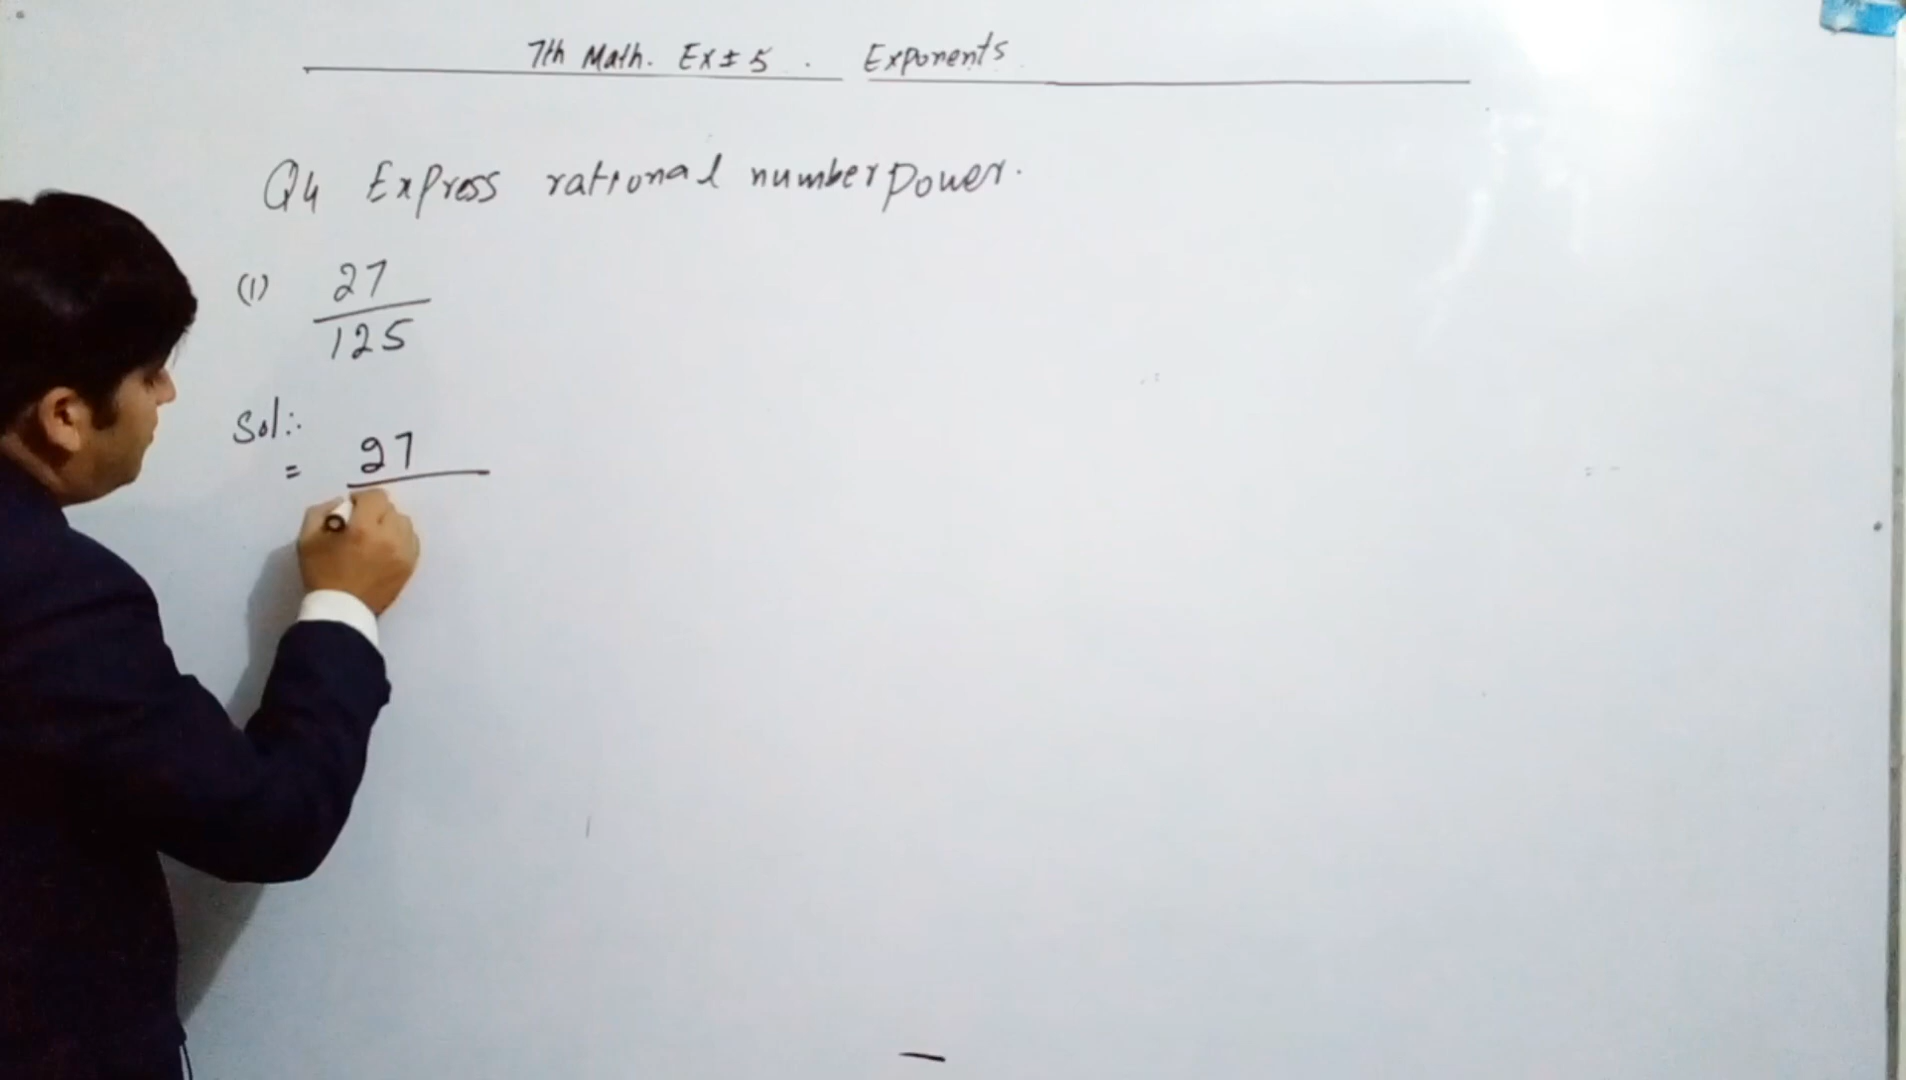 7th Math. Ex ± 5 . Exponents
Q4 Express rational number power.
(1) 27
125
Sol:.
= 27